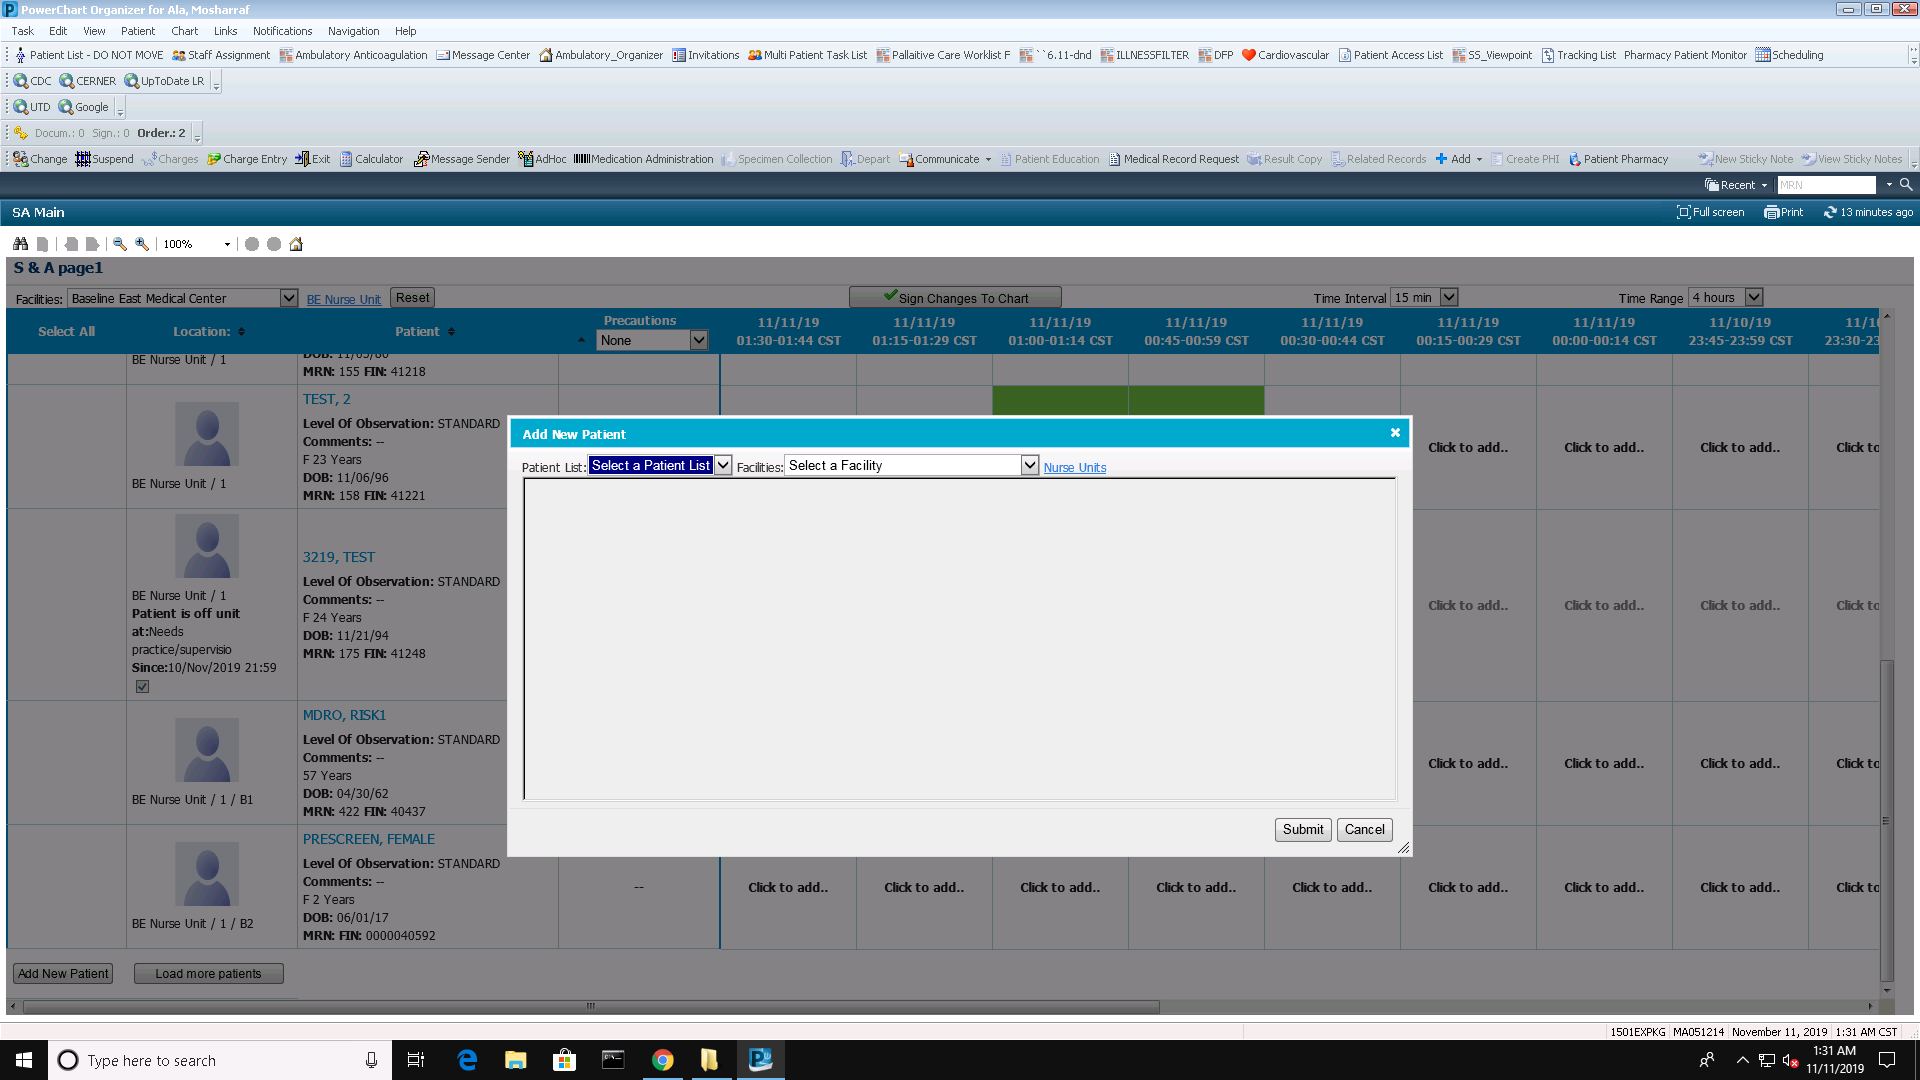 PowerChart Organizer for Ala, Mosharraf
Task Edit View Patient Chart Links Notifications Navigation Help
Patient List - DO NOT MOVE Staff Assignment Ambulatory Anticoagulation Message Center Ambulatory_Organizer Invitations Multi Patient Task List Pallaitive Care Worklist F ``6.11-dnd ILLNESSFILTER DFP Cardiovascular Patient Access List SS_Viewpoint Tracking List Pharmacy Patient Monitor Scheduling
CDC CERNER UpToDate LR
UTD Google
Docum.: 0 Sign.: 0 Order.: 2
Change Suspend Charges Charge Entry Exit Calculator Message Sender AdHoc Medication Administration Specimen Collection Depart Communicate Patient Education Medical Record Request Result Copy Related Records Add Create PHI Patient Pharmacy New Sticky Note View Sticky Notes
Recent MRN
SA Main Full screen Print 13 minutes ago
100%
S & A page1
Facilities: Baseline East Medical Center BE Nurse Unit Reset Sign Changes To Chart Time Interval 15 min Time Range 4 hours
Select All Location: Patient Precautions None
11/11/19 11/11/19 11/11/19 11/11/19 11/11/19 11/11/19 11/11/19 11/10/19 11/10
01:30-01:44 CST 01:15-01:29 CST 01:00-01:14 CST 00:45-00:59 CST 00:30-00:44 CST 00:15-00:29 CST 00:00-00:14 CST 23:45-23:59 CST 23:30-23
BE Nurse Unit / 1
MRN: 155 FIN: 41218
TEST, 2
Level Of Observation: STANDARD
Comments: --
F 23 Years
DOB: 11/06/96
MRN: 158 FIN: 41221
BE Nurse Unit / 1
Click to add.. Click to add.. Click to add.. Click to
3219, TEST
Level Of Observation: STANDARD
Comments: --
F 24 Years
DOB: 11/21/94
MRN: 175 FIN: 41248
BE Nurse Unit / 1
Patient is off unit
at:Needs
practice/supervisio
Since:10/Nov/2019 21:59
Click to add.. Click to add.. Click to add.. Click to
MDRO, RISK1
Level Of Observation: STANDARD
Comments: --
57 Years
DOB: 04/30/62
MRN: 422 FIN: 40437
BE Nurse Unit / 1 / B1
Click to add.. Click to add.. Click to add.. Click to
PRESCREEN, FEMALE
Level Of Observation: STANDARD
Comments: --
F 2 Years
DOB: 06/01/17
MRN: FIN: 0000040592
BE Nurse Unit / 1 / B2
-- Click to add.. Click to add.. Click to add.. Click to add.. Click to add.. Click to add.. Click to add.. Click to add.. Click to
Add New Patient Load more patients
Add New Patient
Patient List: Select a Patient List Facilities: Select a Facility Nurse Units
Submit Cancel
1501EXPKG MA051214 November 11, 2019 1:31 AM CST
Type here to search
1:31 AM
11/11/2019